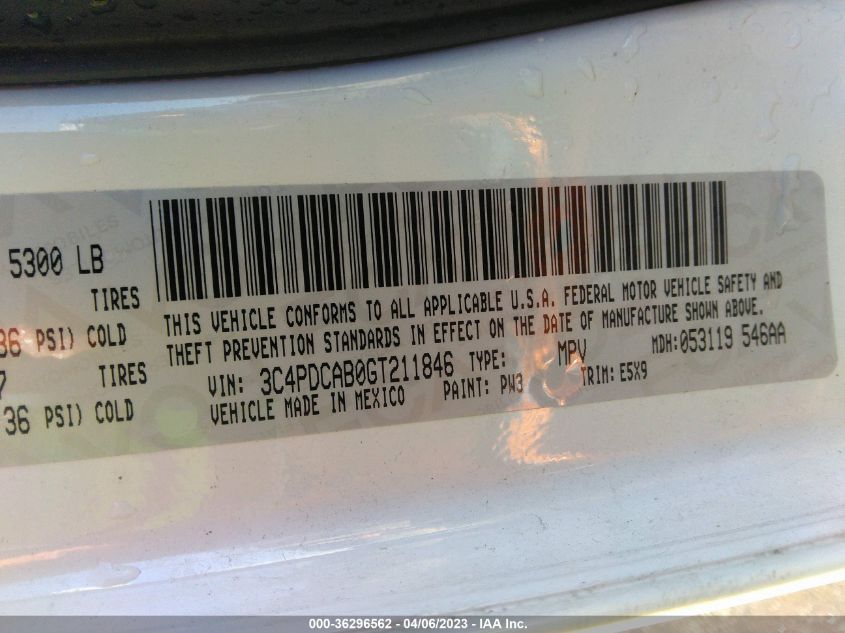 5300 LB
TIRES
36 PSI) COLD
7 TIRES
36 PSI) COLD
THIS VEHICLE CONFORMS TO ALL APPLICABLE U.S.A. FEDERAL MOTOR VEHICLE SAFETY AND
THEFT PREVENTION STANDARDS IN EFFECT ON THE DATE OF MANUFACTURE SHOWN ABOVE.
VIN: 3C4PDCAB0GT211846 TYPE: MPV MDH:053119 546AA
VEHICLE MADE IN MEXICO PAINT: PW3 TRIM: E5X9
000-36296562 - 04/06/2023 - IAA Inc.